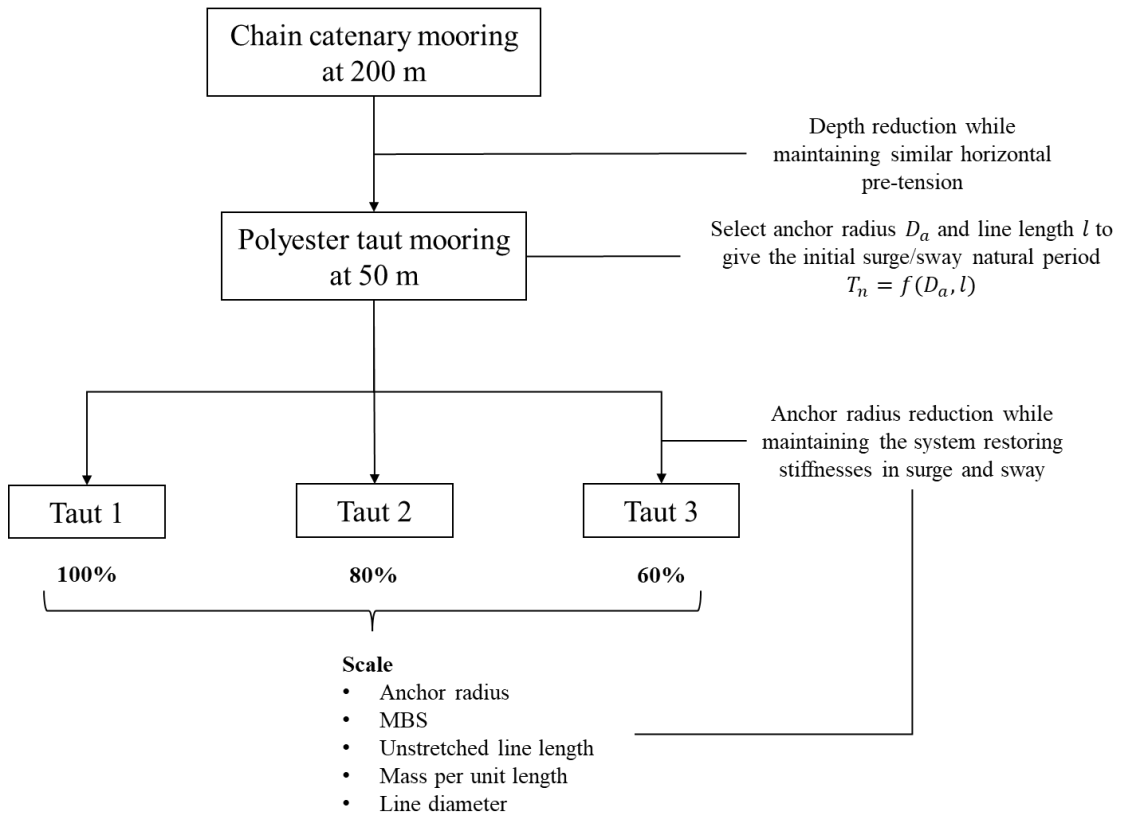 Chain catenary mooring
at 200 m
Depth reduction while
maintaining similar horizontal
pre-tension
Polyester taut mooring
at 50 m
Select anchor radius Dₐ and line length l to
give the initial surge/sway natural period
Tₙ = f(Dₐ, l)
Anchor radius reduction while
maintaining the system restoring
stiffnesses in surge and sway
Taut 1
Taut 2
Taut 3
100%
80%
60%
Scale
• Anchor radius
• MBS
• Unstretched line length
• Mass per unit length
• Line diameter